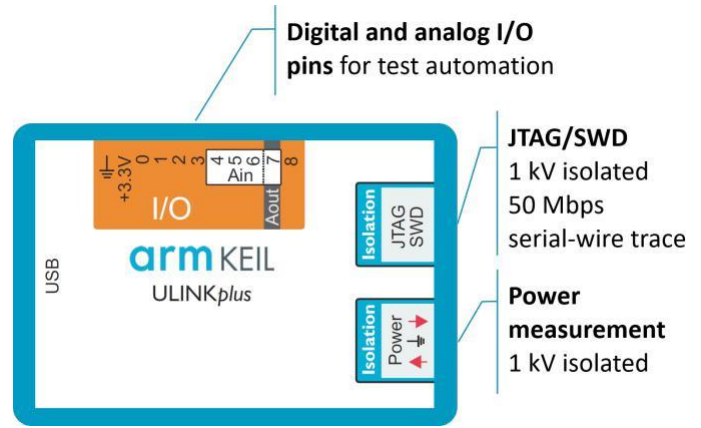 Digital and analog I/O
pins for test automation
+3.3V
0
1
2
3
4
5
6
7
8
Ain
Aout
I/O
arm KEIL
ULINKplus
USB
Isolation
JTAG
SWD
JTAG/SWD
1 kV isolated
50 Mbps
serial-wire trace
Isolation
Power
Power
measurement
1 kV isolated